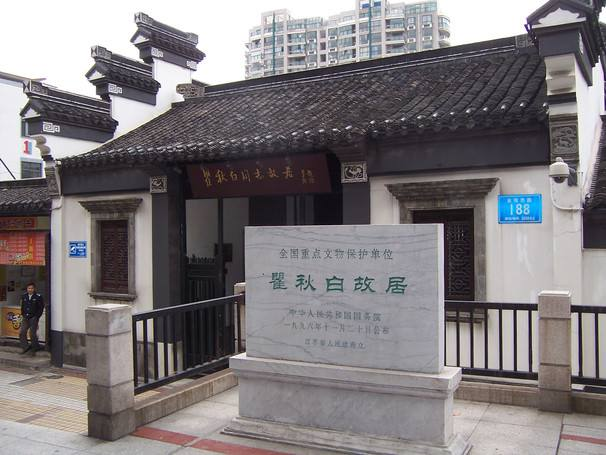 瞿秋白同志故居
188
全国重点文物保护单位
瞿秋白故居
中华人民共和国国务院
一九九六年十一月二十日公布
江苏省人民政府立